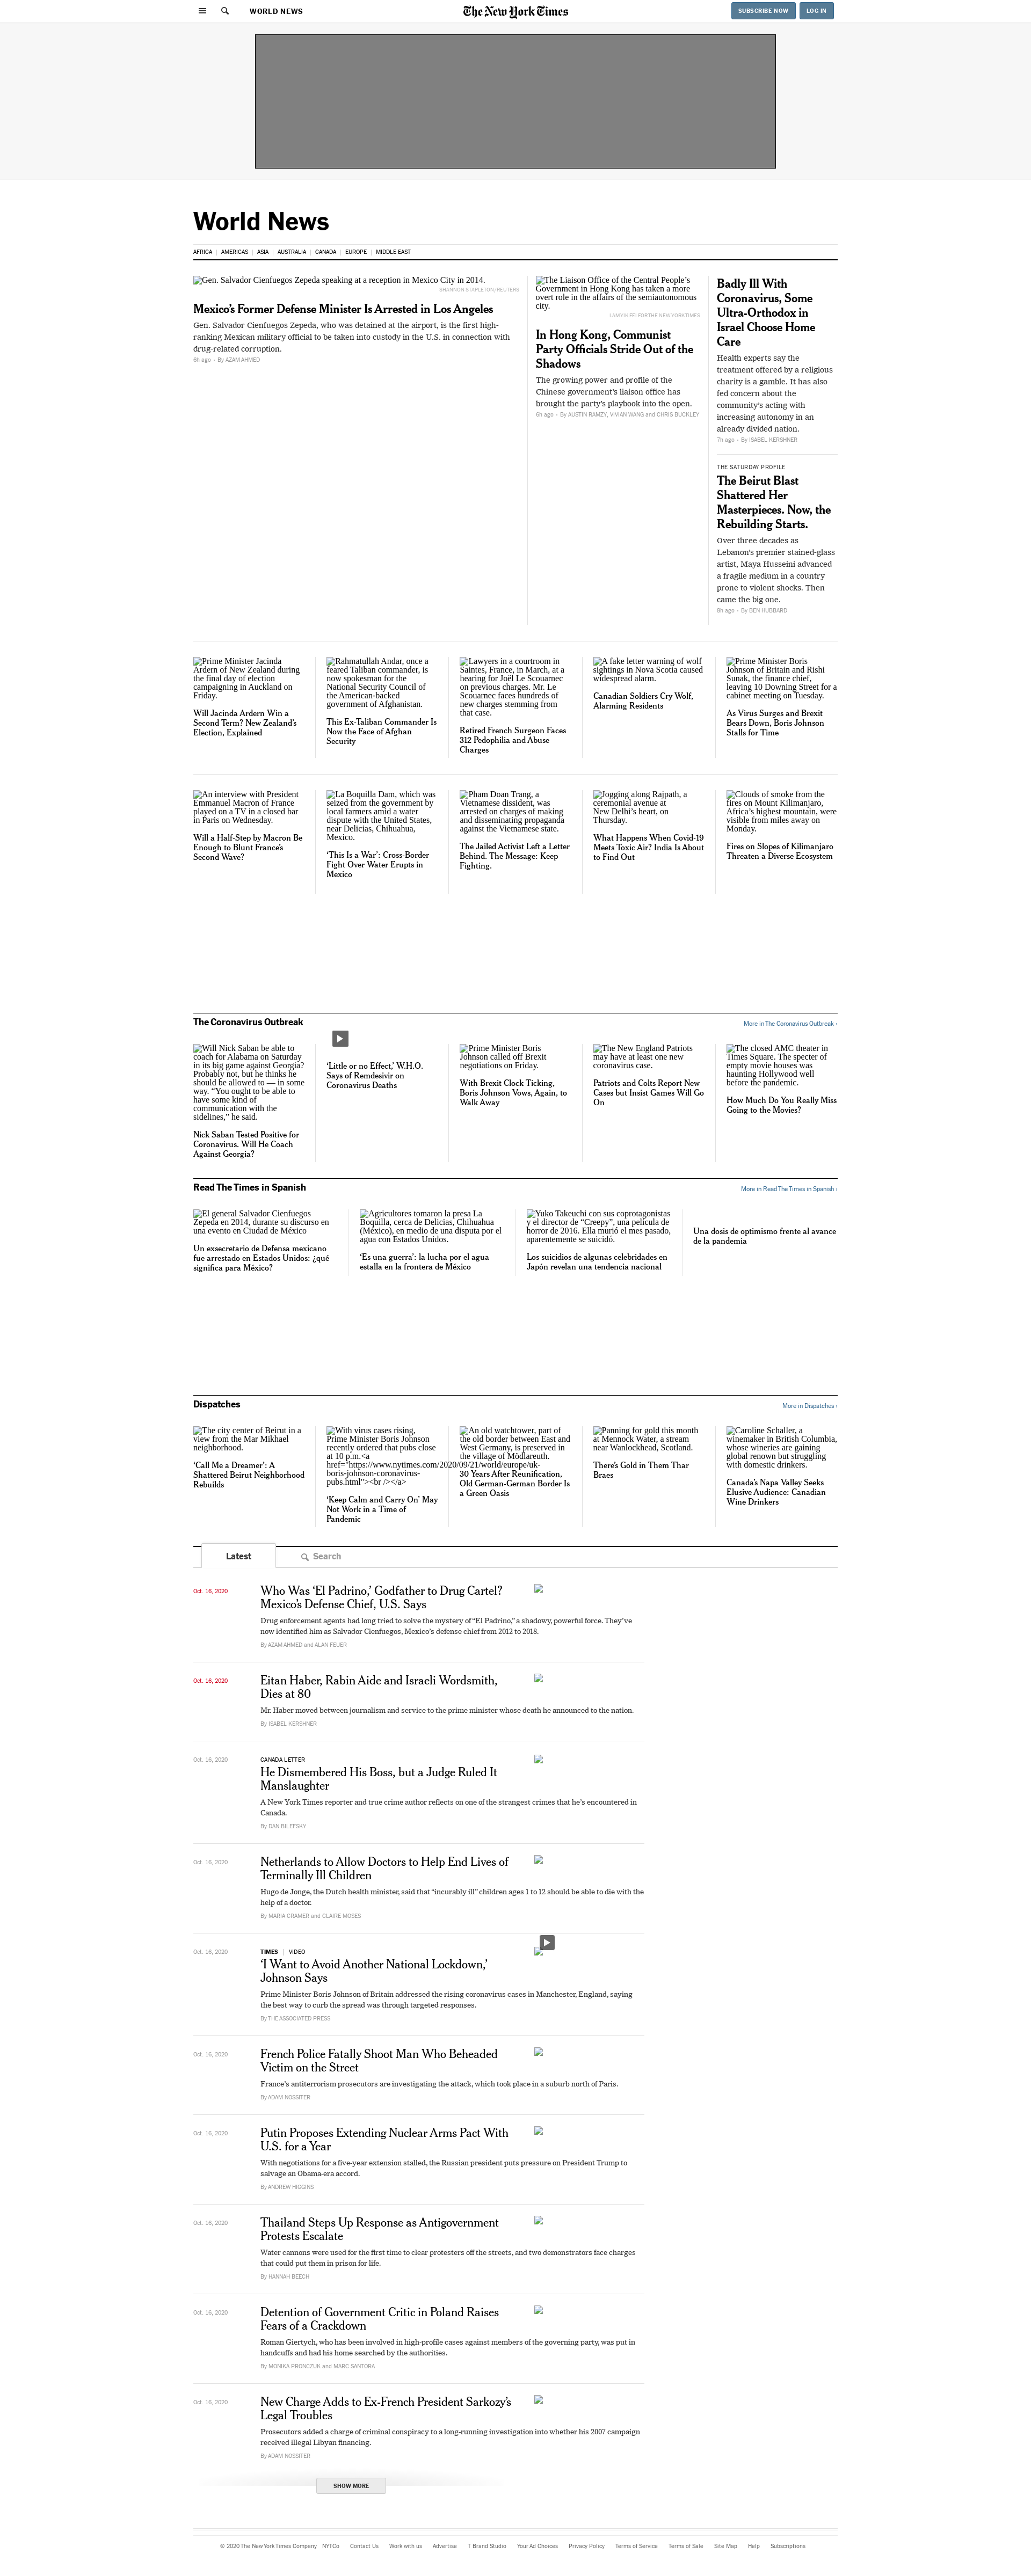 WORLD NEWS
The New York Times
SUBSCRIBE NOW
LOG IN
World News
AFRICA
AMERICAS
ASIA
AUSTRALIA
CANADA
EUROPE
MIDDLE EAST
Gen. Salvador Cienfuegos Zepeda speaking at a reception in Mexico City in 2014.
SHANNON STAPLETON/REUTERS
Mexico's Former Defense Minister Is Arrested in Los Angeles
Gen. Salvador Cienfuegos Zepeda, who was detained at the airport, is the first high-
ranking Mexican military official to be taken into custody in the U.S. in connection with
drug-related corruption.
6h ago - By AZAM AHMED
The Liaison Office of the Central People's
Government in Hong Kong has taken a more
overt role in the affairs of the semiautonomous
city.
LAM YIK FEI FOR THE NEW YORK TIMES
In Hong Kong, Communist
Party Officials Stride Out of the
Shadows
The growing power and profile of the
Chinese government's liaison office has
brought the party's playbook into the open.
6h ago - By AUSTIN RAMZY, VIVIAN WANG and CHRIS BUCKLEY
Badly Ill With
Coronavirus, Some
Ultra-Orthodox in
Israel Choose Home
Care
Health experts say the
treatment offered by a religious
charity is a gamble. It has also
fed concern about the
community's acting with
increasing autonomy in an
already divided nation.
7h ago - By ISABEL KERSHNER
THE SATURDAY PROFILE
The Beirut Blast
Shattered Her
Masterpieces. Now, the
Rebuilding Starts.
Over three decades as
Lebanon's premier stained-glass
artist, Maya Husseini advanced
a fragile medium in a country
prone to violent shocks. Then
came the big one.
8h ago - By BEN HUBBARD
Prime Minister Jacinda
Ardern of New Zealand during
the final day of election
campaigning in Auckland on
Friday.
Will Jacinda Ardern Win a
Second Term? New Zealand's
Election, Explained
Rahmatullah Andar, once a
feared Taliban commander, is
now spokesman for the
National Security Council of
the American-backed
government of Afghanistan.
This Ex-Taliban Commander Is
Now the Face of Afghan
Security
Lawyers in a courtroom in
Saintes, France, in March, at a
hearing for Joël Le Scouarnec
on previous charges. Mr. Le
Scouarnec faces hundreds of
new charges stemming from
that case.
Retired French Surgeon Faces
312 Pedophilia and Abuse
Charges
A fake letter warning of wolf
sightings in Nova Scotia caused
widespread alarm.
Canadian Soldiers Cry Wolf,
Alarming Residents
Prime Minister Boris
Johnson of Britain and Rishi
Sunak, the finance chief,
leaving 10 Downing Street for a
cabinet meeting on Tuesday.
As Virus Surges and Brexit
Bears Down, Boris Johnson
Stalls for Time
An interview with President
Emmanuel Macron of France
played on a TV in a closed bar
in Paris on Wednesday.
Will a Half-Step by Macron Be
Enough to Blunt France's
Second Wave?
La Boquilla Dam, which was
seized from the government by
local farmers amid a water
dispute with the United States,
near Delicias, Chihuahua,
Mexico.
'This Is a War': Cross-Border
Fight Over Water Erupts in
Mexico
Pham Doan Trang, a
Vietnamese dissident, was
arrested on charges of making
and disseminating propaganda
against the Vietnamese state.
The Jailed Activist Left a Letter
Behind. The Message: Keep
Fighting.
Jogging along Rajpath, a
ceremonial avenue at
New Delhi's heart, on
Thursday.
What Happens When Covid-19
Meets Toxic Air? India Is About
to Find Out
Clouds of smoke from the
fires on Mount Kilimanjaro,
Africa's highest mountain, were
visible from miles away on
Monday.
Fires on Slopes of Kilimanjaro
Threaten a Diverse Ecosystem
The Coronavirus Outbreak
More in The Coronavirus Outbreak ›
Will Nick Saban be able to
coach for Alabama on Saturday
in its big game against Georgia?
Probably not, but he thinks he
should be allowed to — in some
way. "You ought to be able to
have some kind of
communication with the
sidelines," he said.
Nick Saban Tested Positive for
Coronavirus. Will He Coach
Against Georgia?
'Little or no Effect,' W.H.O.
Says of Remdesivir on
Coronavirus Deaths
Prime Minister Boris
Johnson called off Brexit
negotiations on Friday.
With Brexit Clock Ticking,
Boris Johnson Vows, Again, to
Walk Away
The New England Patriots
may have at least one new
coronavirus case.
Patriots and Colts Report New
Cases but Insist Games Will Go
On
The closed AMC theater in
Times Square. The specter of
empty movie houses was
haunting Hollywood well
before the pandemic.
How Much Do You Really Miss
Going to the Movies?
Read The Times in Spanish
More in Read The Times in Spanish ›
El general Salvador Cienfuegos
Zepeda en 2014, durante su discurso en
una evento en Ciudad de México
Un exsecretario de Defensa mexicano
fue arrestado en Estados Unidos: ¿qué
significa para México?
Agricultores tomaron la presa La
Boquilla, cerca de Delicias, Chihuahua
(México), en medio de una disputa por el
agua con Estados Unidos.
'Es una guerra': la lucha por el agua
estalla en la frontera de México
Yuko Takeuchi con sus coprotagonistas
y el director de "Creepy", una película de
horror de 2016. Ella murió el mes pasado,
aparentemente se suicidó.
Los suicidios de algunas celebridades en
Japón revelan una tendencia nacional
Una dosis de optimismo frente al avance
de la pandemia
Dispatches
More in Dispatches ›
The city center of Beirut in a
view from the Mar Mikhael
neighborhood.
'Call Me a Dreamer': A
Shattered Beirut Neighborhood
Rebuilds
With virus cases rising,
Prime Minister Boris Johnson
recently ordered that pubs close
at 10 p.m.<a
href="https://www.nytimes.com/2020/09/21/world/europe/uk-
boris-johnson-coronavirus-
pubs.html"><br /></a>
'Keep Calm and Carry On' May
Not Work in a Time of
Pandemic
An old watchtower, part of
the old border between East and
West Germany, is preserved in
the village of Mödlareuth.
30 Years After Reunification,
Old German-German Border Is
a Green Oasis
Panning for gold this month
at Mennock Water, a stream
near Wanlockhead, Scotland.
There's Gold in Them Thar
Braes
Caroline Schaller, a
winemaker in British Columbia,
whose wineries are gaining
global renown but struggling
with domestic drinkers.
Canada's Napa Valley Seeks
Elusive Audience: Canadian
Wine Drinkers
Latest
Search
Oct. 16, 2020
Who Was 'El Padrino,' Godfather to Drug Cartel?
Mexico's Defense Chief, U.S. Says
Drug enforcement agents had long tried to solve the mystery of "El Padrino," a shadowy, powerful force. They've
now identified him as Salvador Cienfuegos, Mexico's defense chief from 2012 to 2018.
By AZAM AHMED and ALAN FEUER
Oct. 16, 2020
Eitan Haber, Rabin Aide and Israeli Wordsmith,
Dies at 80
Mr. Haber moved between journalism and service to the prime minister whose death he announced to the nation.
By ISABEL KERSHNER
Oct. 16, 2020
CANADA LETTER
He Dismembered His Boss, but a Judge Ruled It
Manslaughter
A New York Times reporter and true crime author reflects on one of the strangest crimes that he's encountered in
Canada.
By DAN BILEFSKY
Oct. 16, 2020
Netherlands to Allow Doctors to Help End Lives of
Terminally Ill Children
Hugo de Jonge, the Dutch health minister, said that "incurably ill" children ages 1 to 12 should be able to die with the
help of a doctor.
By MARIA CRAMER and CLAIRE MOSES
Oct. 16, 2020
TIMES | VIDEO
'I Want to Avoid Another National Lockdown,'
Johnson Says
Prime Minister Boris Johnson of Britain addressed the rising coronavirus cases in Manchester, England, saying
the best way to curb the spread was through targeted responses.
By THE ASSOCIATED PRESS
Oct. 16, 2020
French Police Fatally Shoot Man Who Beheaded
Victim on the Street
France's antiterrorism prosecutors are investigating the attack, which took place in a suburb north of Paris.
By ADAM NOSSITER
Oct. 16, 2020
Putin Proposes Extending Nuclear Arms Pact With
U.S. for a Year
With negotiations for a five-year extension stalled, the Russian president puts pressure on President Trump to
salvage an Obama-era accord.
By ANDREW HIGGINS
Oct. 16, 2020
Thailand Steps Up Response as Antigovernment
Protests Escalate
Water cannons were used for the first time to clear protesters off the streets, and two demonstrators face charges
that could put them in prison for life.
By HANNAH BEECH
Oct. 16, 2020
Detention of Government Critic in Poland Raises
Fears of a Crackdown
Roman Giertych, who has been involved in high-profile cases against members of the governing party, was put in
handcuffs and had his home searched by the authorities.
By MONIKA PRONCZUK and MARC SANTORA
Oct. 16, 2020
New Charge Adds to Ex-French President Sarkozy's
Legal Troubles
Prosecutors added a charge of criminal conspiracy to a long-running investigation into whether his 2007 campaign
received illegal Libyan financing.
By ADAM NOSSITER
SHOW MORE
© 2020 The New York Times Company
NYTCo
Contact Us
Work with us
Advertise
T Brand Studio
Your Ad Choices
Privacy Policy
Terms of Service
Terms of Sale
Site Map
Help
Subscriptions